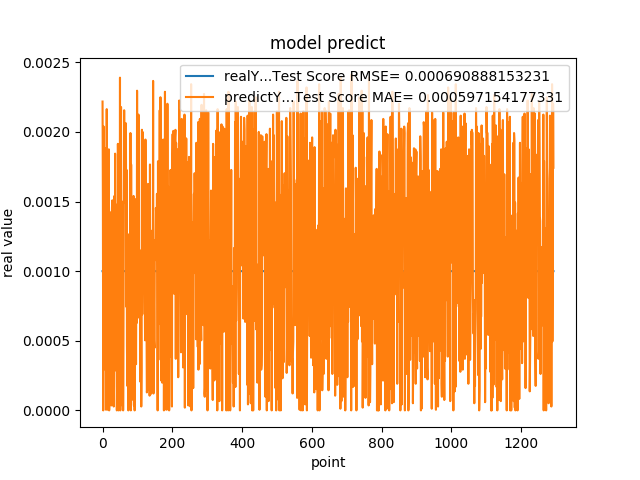 model predict
realY...Test Score RMSE= 0.000690888153231
predictY...Test Score MAE= 0.000597154177331
real value
0.0025
0.0020
0.0015
0.0010
0.0005
0.0000
0 200 400 600 800 1000 1200
point